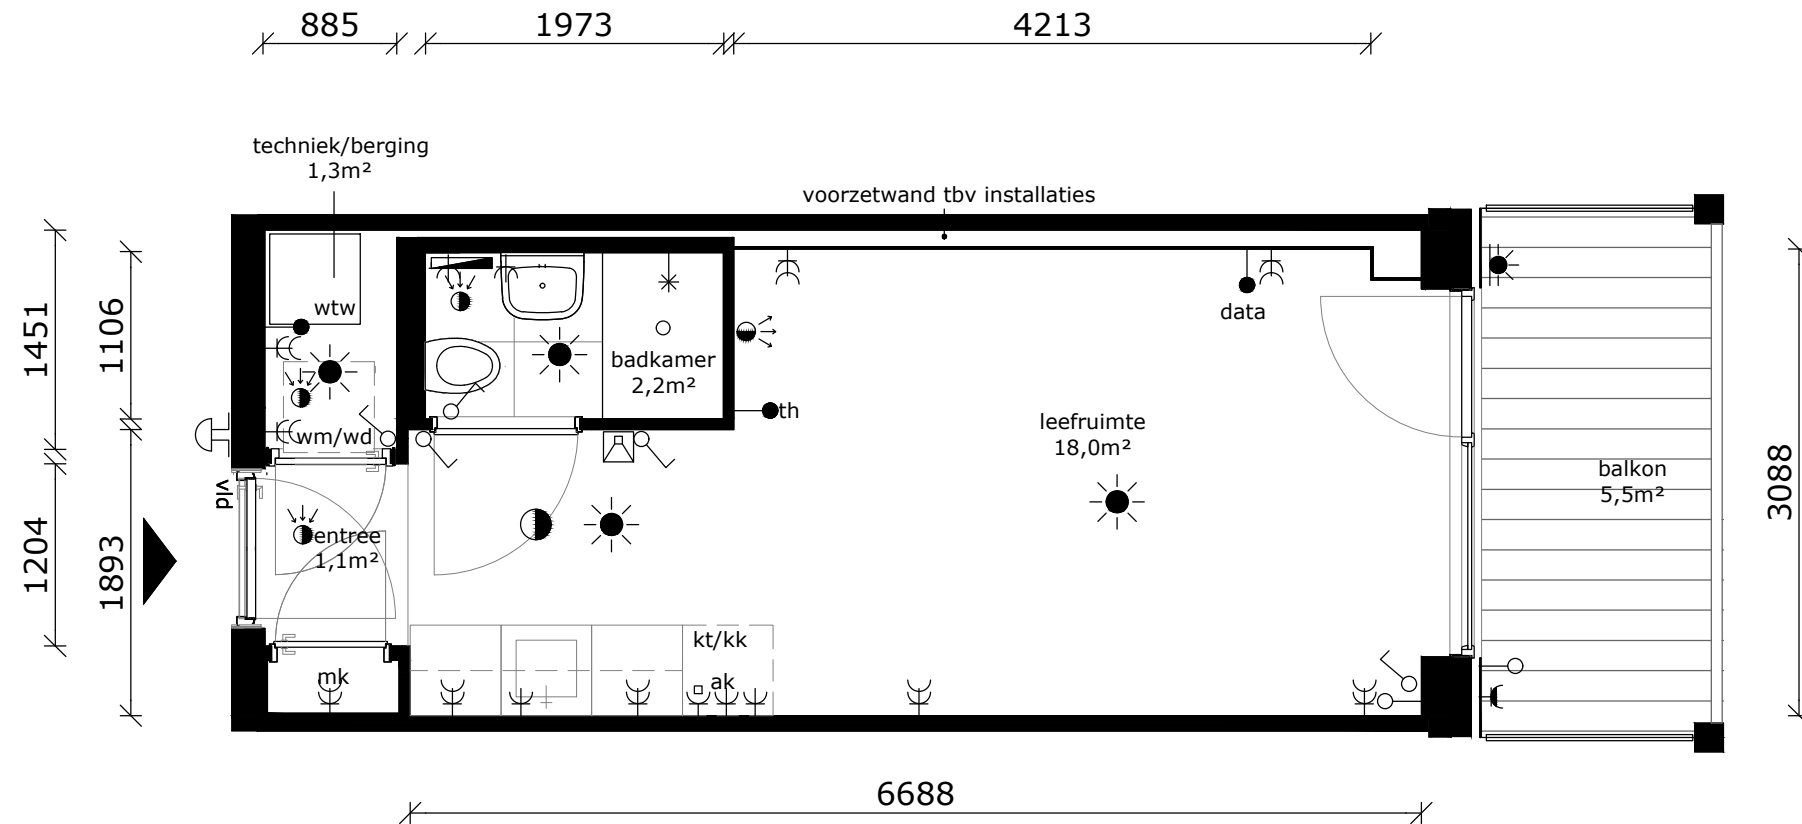 885
1973
4213
techniek/berging
1,3m²
voorzetwand tbv installaties
1451
1106
wtw
data
badkamer
2,2m²
th
leefruimte
18,0m²
wm/wd
balkon
5,5m²
3088
vld
entree
1,1m²
1204
1893
kt/kk
mk
ak
6688